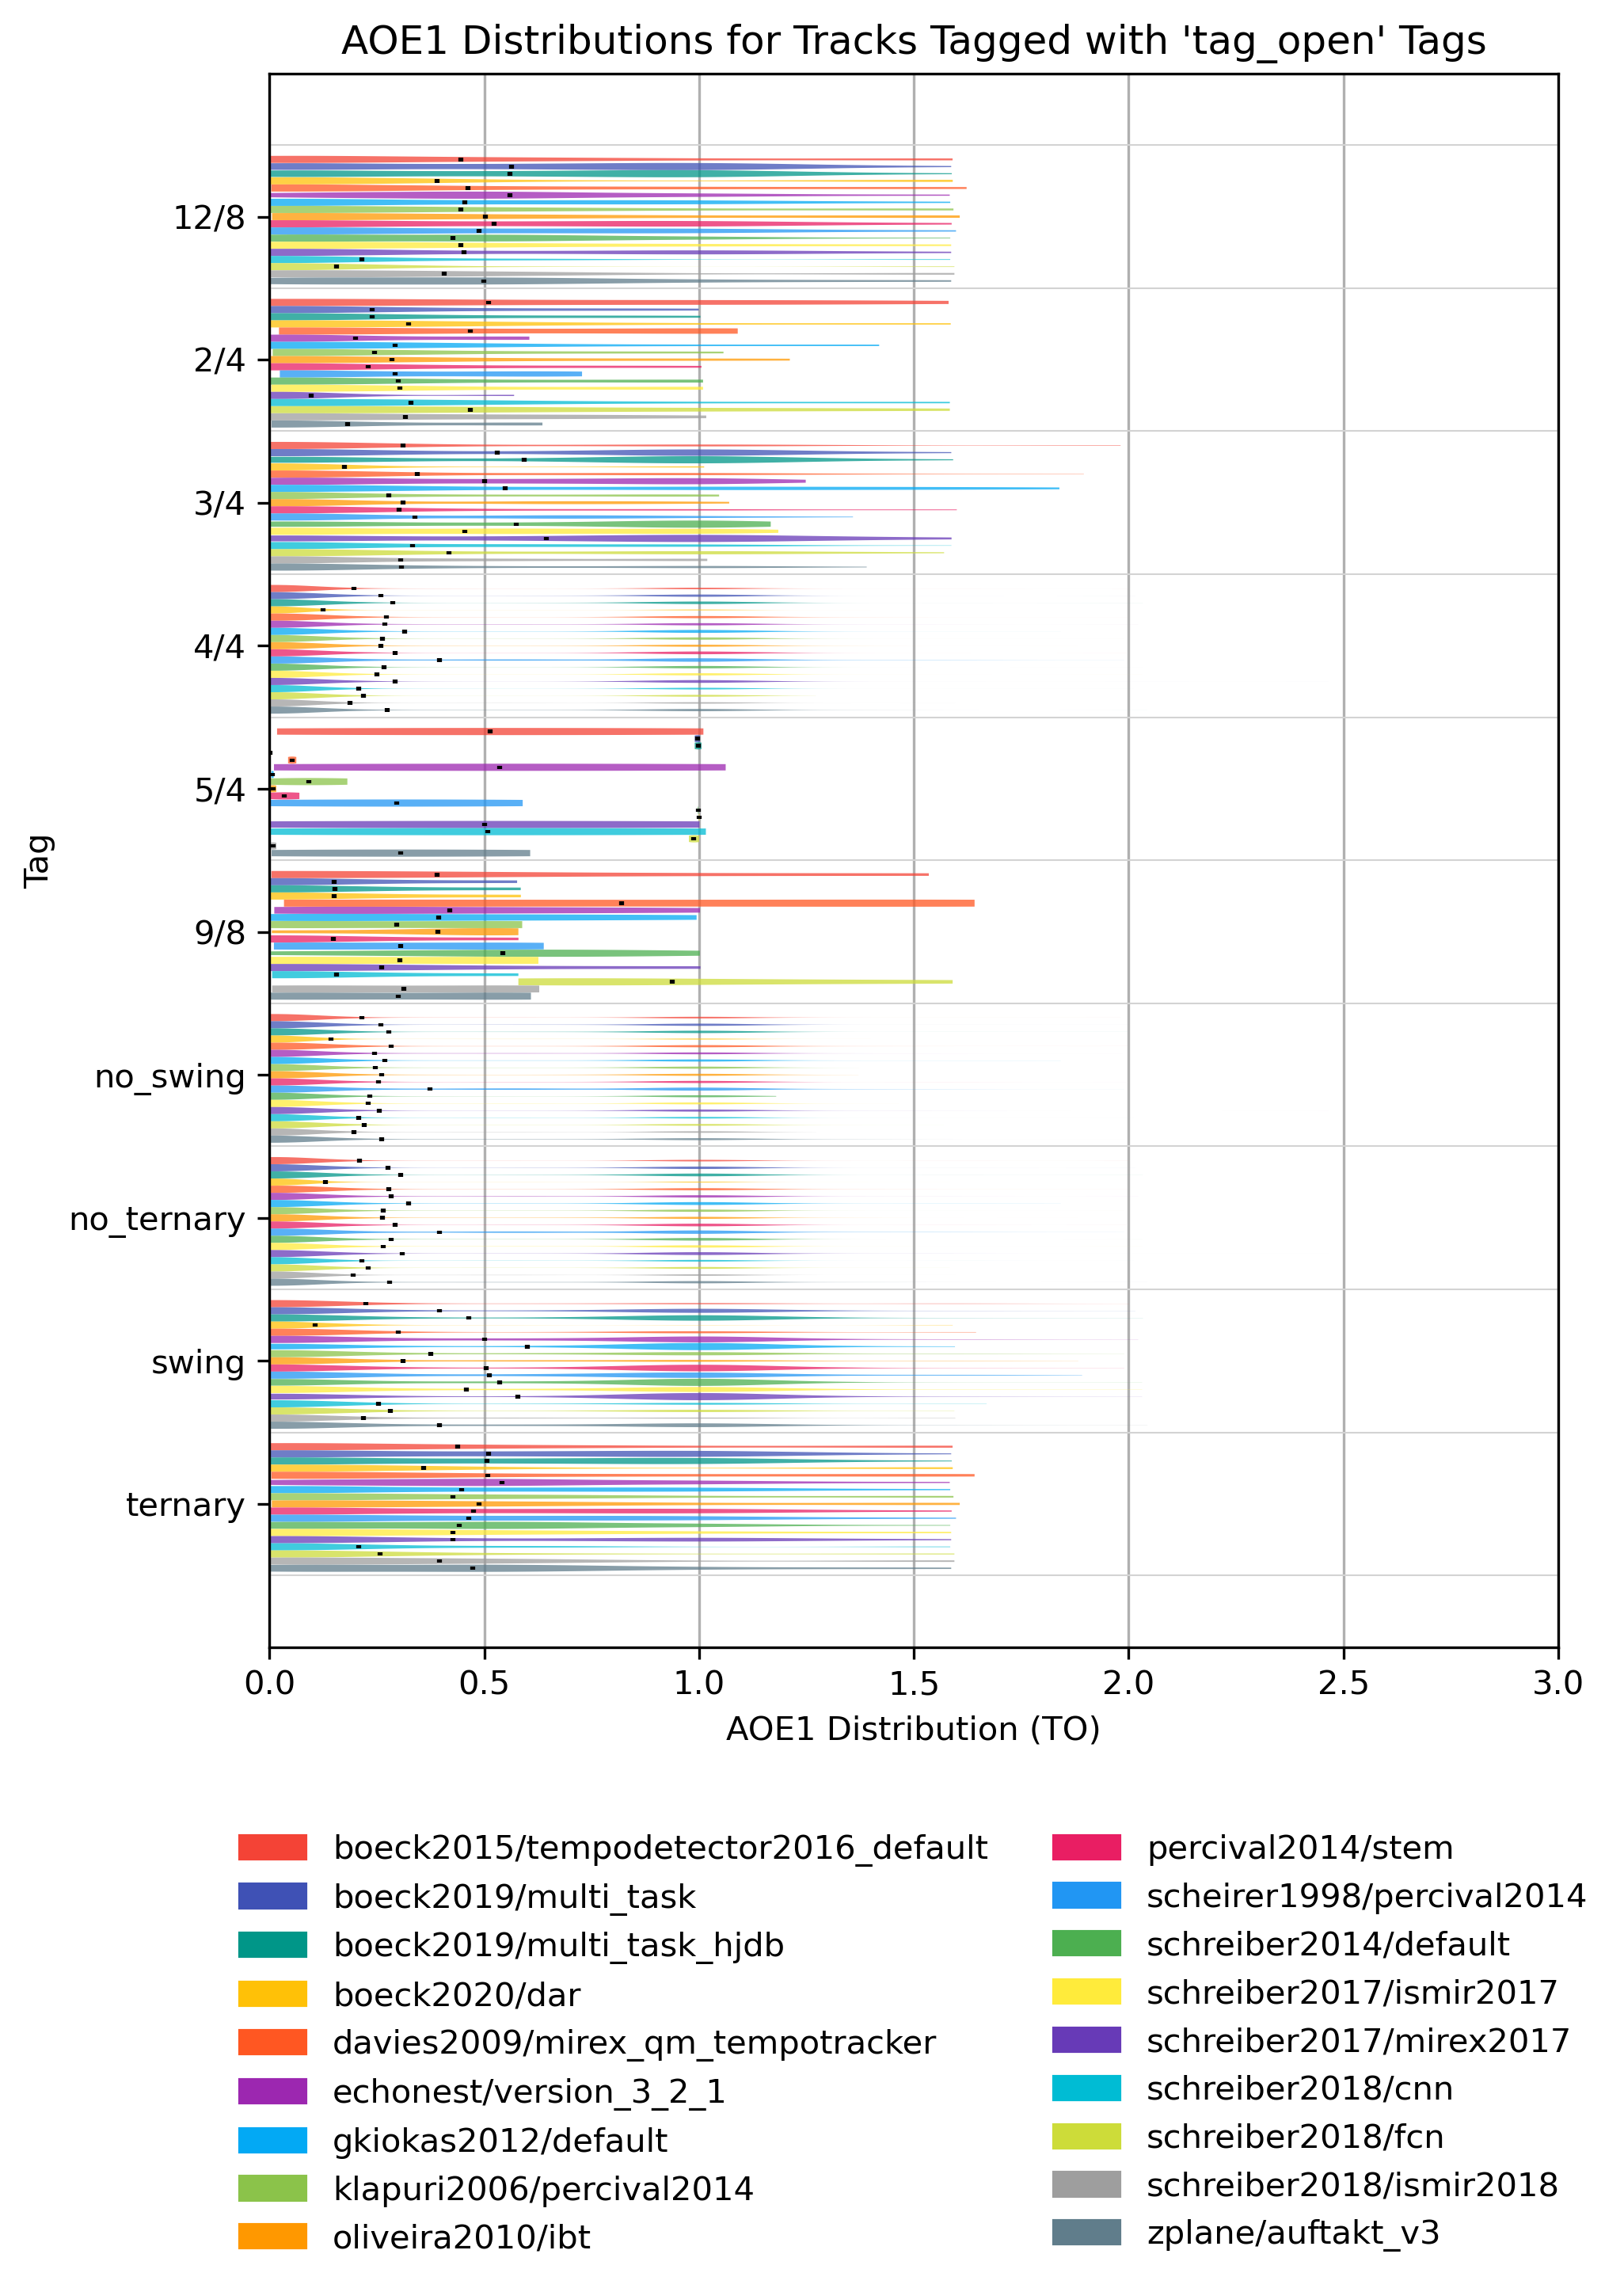 AOE1 Distributions for Tracks Tagged with 'tag_open' Tags
12/8
2/4
3/4
4/4
5/4
9/8
no_swing
no_ternary
swing
ternary
Tag
0.0 0.5 1.0 1.5 2.0 2.5 3.0
AOE1 Distribution (TO)
boeck2015/tempodetector2016_default
boeck2019/multi_task
boeck2019/multi_task_hjdb
boeck2020/dar
davies2009/mirex_qm_tempotracker
echonest/version_3_2_1
gkiokas2012/default
klapuri2006/percival2014
oliveira2010/ibt
percival2014/stem
scheirer1998/percival2014
schreiber2014/default
schreiber2017/ismir2017
schreiber2017/mirex2017
schreiber2018/cnn
schreiber2018/fcn
schreiber2018/ismir2018
zplane/auftakt_v3